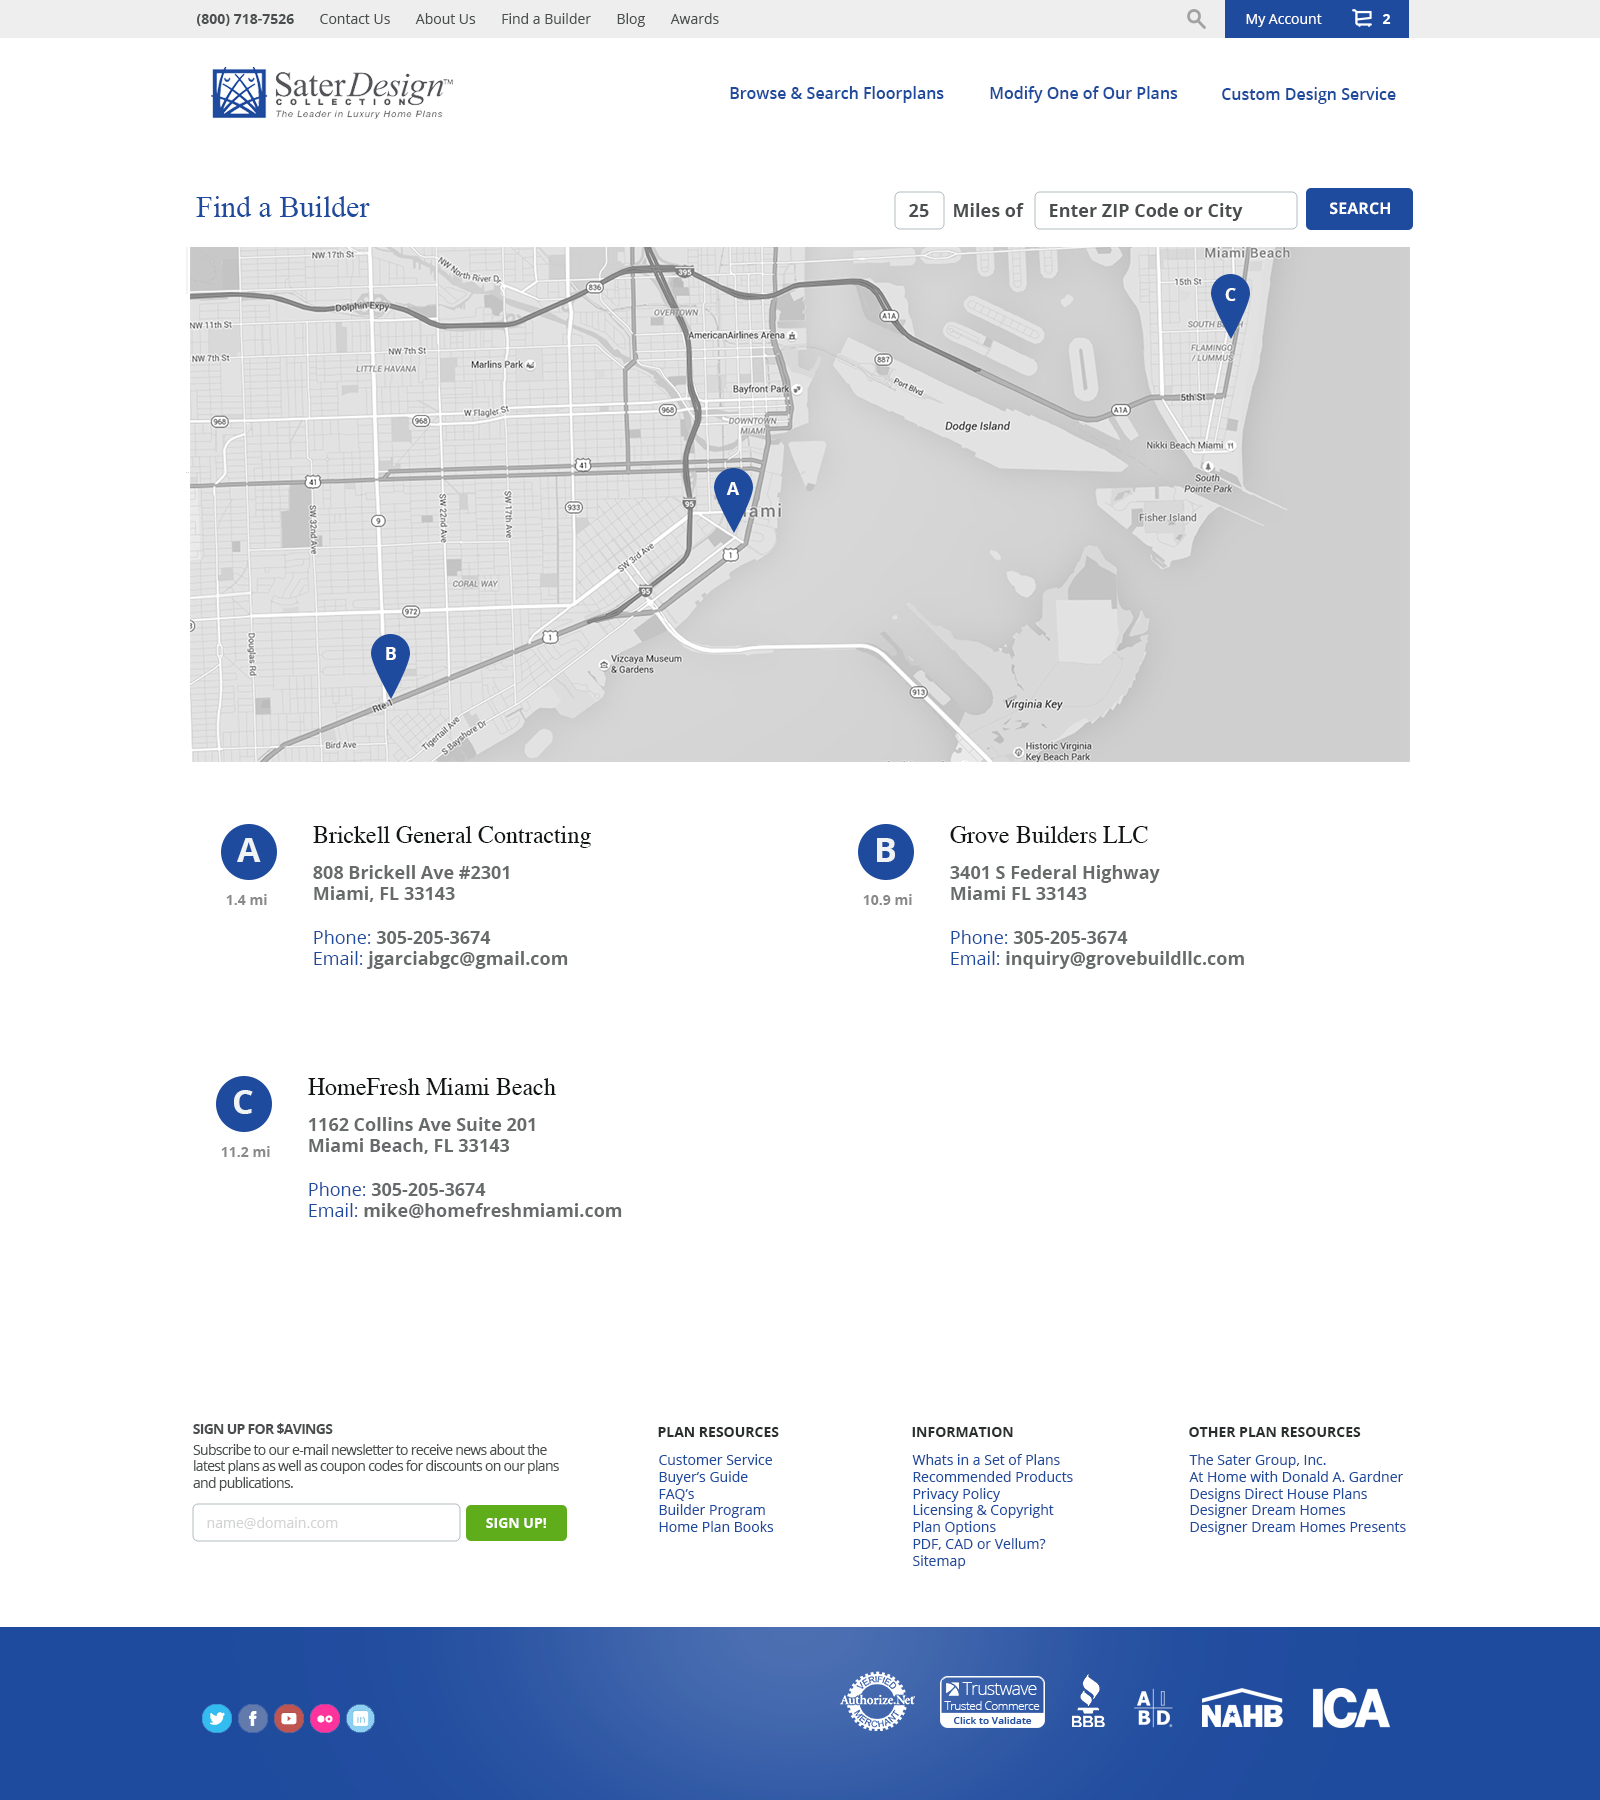 (800) 718-7526 Contact Us About Us Find a Builder Blog Awards My Account 2
Sater Design™
COLLECTION
The Leader in Luxury Home Plans
Browse & Search Floorplans Modify One of Our Plans Custom Design Service
Find a Builder
25 Miles of Enter ZIP Code or City SEARCH
NW 17th St
NW North River D
Miami Beach
395
836
15th St
C
Dolphin Expy
OVERTOWN
A1A
NW 11th St
SOUTH B
AmericanAirlines Arena
NW 7th St
NW 7th St
FLAMINGO
/ LUMMUS
LITTLE HAVANA
Marlins Park
887
Port Blvd
Bayfront Park
5th St
968
968
W Flagler St
968
A1A
DOWNTOWN
MIAMI
Dodge Island
Nikki Beach Miami
41
41
South
Pointe Park
A
ami
SW 32nd Ave
SW 22nd Ave
SW 17th Ave
933
95
9
Fisher Island
SW 3rd Ave
1
CORAL WAY
95
972
1
Douglas Rd
B
Vizcaya Museum
& Gardens
913
Rte 1
Virginia Key
Tigertail Ave
S Bayshore Dr
Bird Ave
Historic Virginia
Key Beach Park
A
1.4 mi
Brickell General Contracting
808 Brickell Ave #2301
Miami, FL 33143
Phone: 305-205-3674
Email: jgarciabgc@gmail.com
B
10.9 mi
Grove Builders LLC
3401 S Federal Highway
Miami FL 33143
Phone: 305-205-3674
Email: inquiry@grovebuildllc.com
C
11.2 mi
HomeFresh Miami Beach
1162 Collins Ave Suite 201
Miami Beach, FL 33143
Phone: 305-205-3674
Email: mike@homefreshmiami.com
SIGN UP FOR $AVINGS
Subscribe to our e-mail newsletter to receive news about the
latest plans as well as coupon codes for discounts on our plans
and publications.
name@domain.com SIGN UP!
PLAN RESOURCES
Customer Service
Buyer's Guide
FAQ's
Builder Program
Home Plan Books
INFORMATION
Whats in a Set of Plans
Recommended Products
Privacy Policy
Licensing & Copyright
Plan Options
PDF, CAD or Vellum?
Sitemap
OTHER PLAN RESOURCES
The Sater Group, Inc.
At Home with Donald A. Gardner
Designs Direct House Plans
Designer Dream Homes
Designer Dream Homes Presents
VERIFIED
Authorize.Net
MERCHANT
Trustwave
Trusted Commerce
Click to Validate
BBB
AIBD
NAHB
ICA